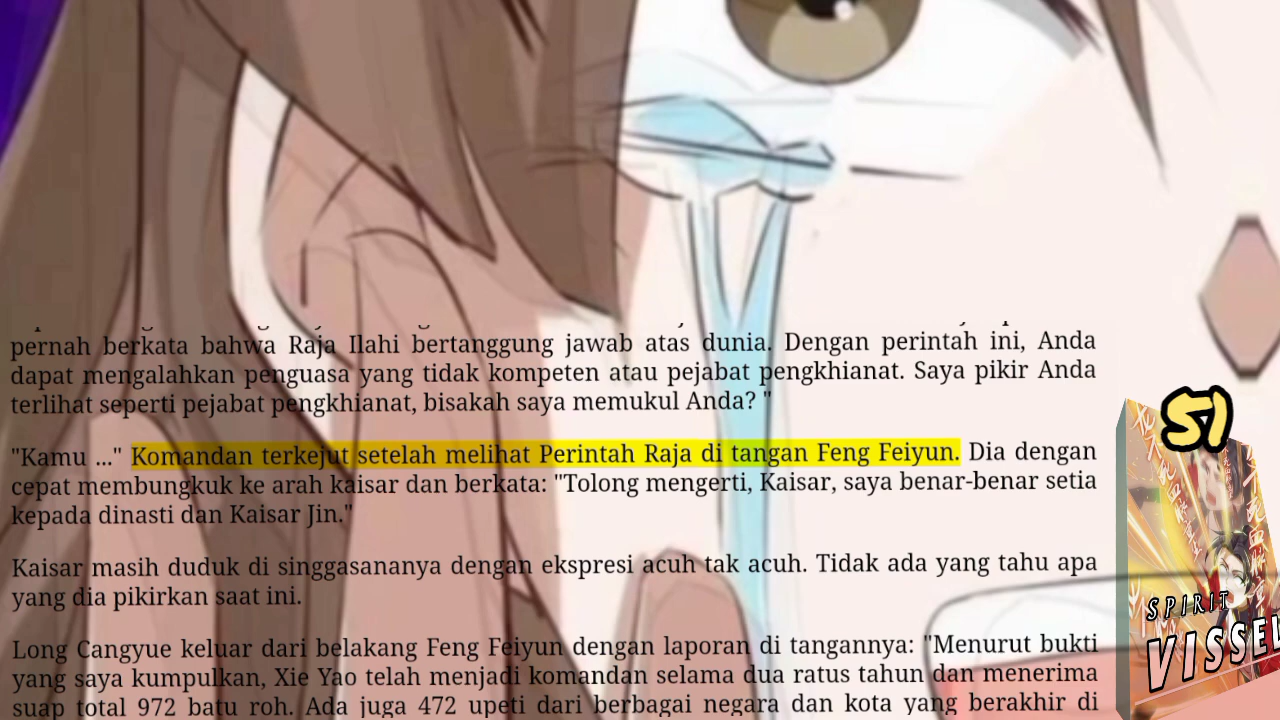 pernah berkata bahwa Raja Ilahi bertanggung jawab atas dunia. Dengan perintah ini, Anda
dapat mengalahkan penguasa yang tidak kompeten atau pejabat pengkhianat. Saya pikir Anda
terlihat seperti pejabat pengkhianat, bisakah saya memukul Anda? "
"Kamu ..." Komandan terkejut setelah melihat Perintah Raja di tangan Feng Feiyun. Dia dengan
cepat membungkuk ke arah kaisar dan berkata: "Tolong mengerti, Kaisar, saya benar-benar setia
kepada dinasti dan Kaisar Jin."
Kaisar masih duduk di singgasananya dengan ekspresi acuh tak acuh. Tidak ada yang tahu apa
yang dia pikirkan saat ini.
Long Cangyue keluar dari belakang Feng Feiyun dengan laporan di tangannya: "Menurut bukti
yang saya kumpulkan, Xie Yao telah menjadi komandan selama dua ratus tahun dan menerima
suap total 972 batu roh. Ada juga 472 upeti dari berbagai negara dan kota yang berakhir di
51
SPIRIT
VISSEL